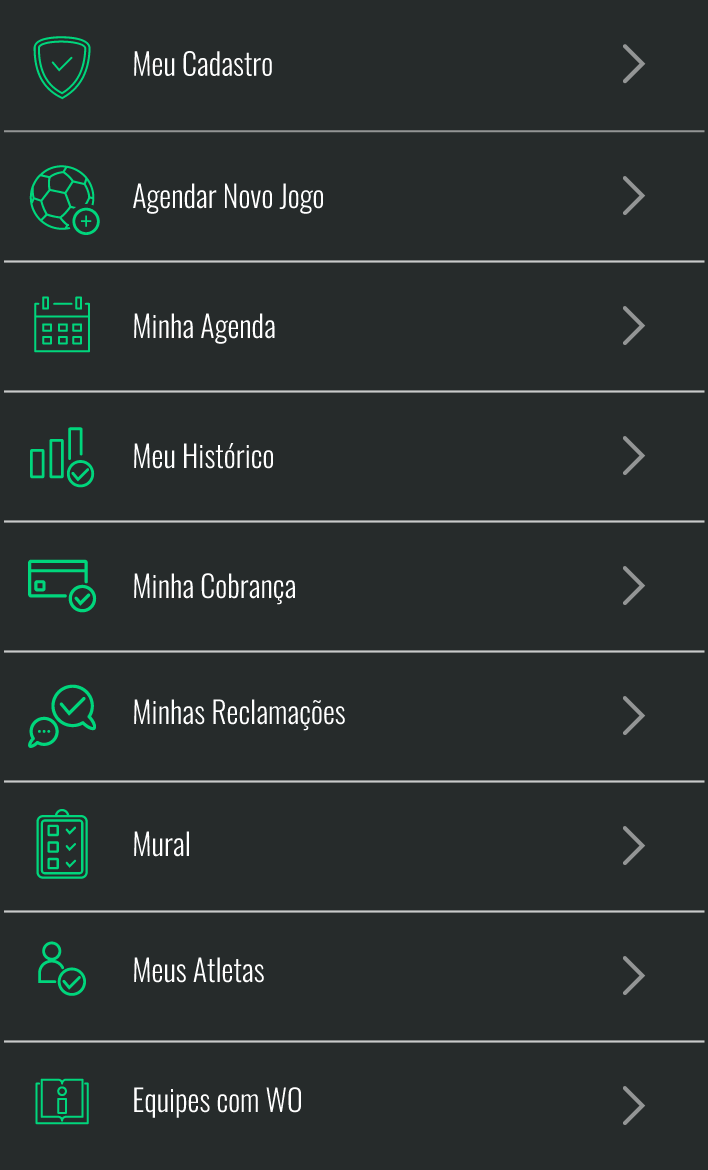 Meu Cadastro
Agendar Novo Jogo
Minha Agenda
Meu Histórico
Minha Cobrança
Minhas Reclamações
Mural
Meus Atletas
Equipes com WO